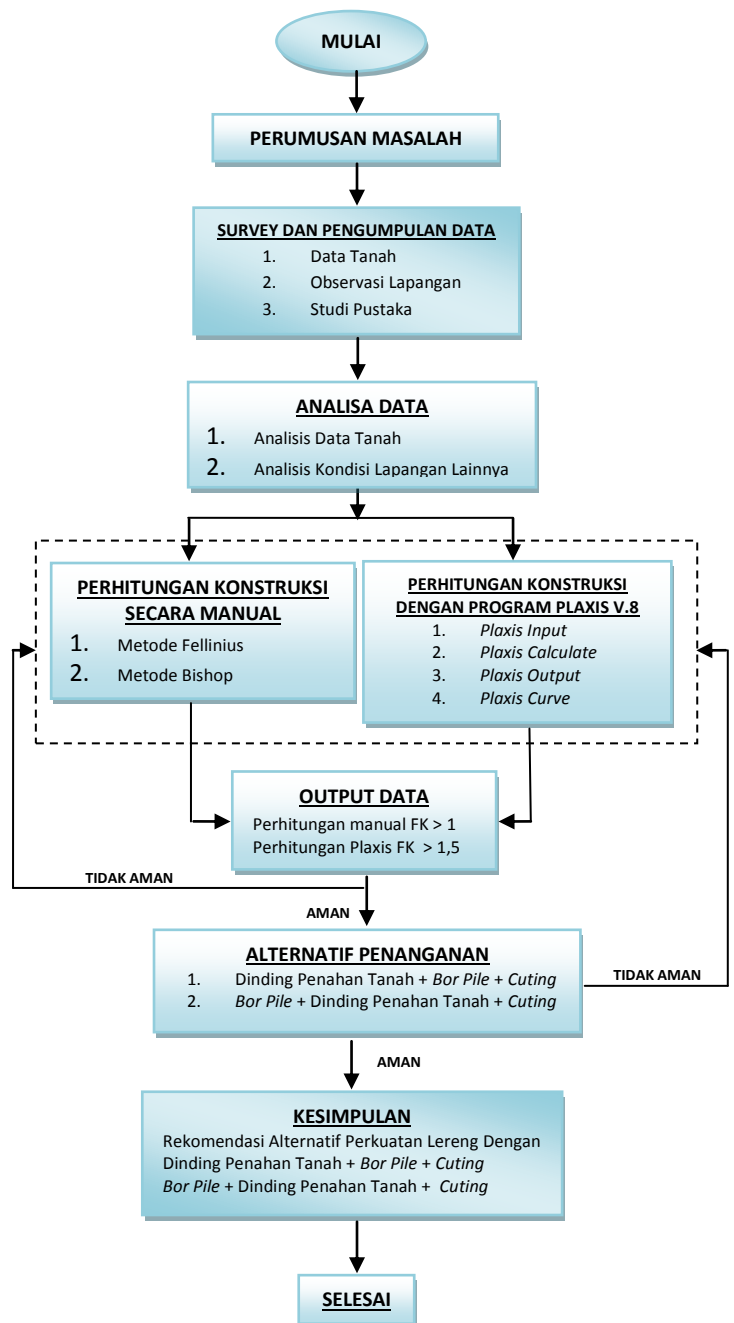 MULAI
PERUMUSAN MASALAH
SURVEY DAN PENGUMPULAN DATA
1. Data Tanah
2. Observasi Lapangan
3. Studi Pustaka
ANALISA DATA
1. Analisis Data Tanah
2. Analisis Kondisi Lapangan Lainnya
PERHITUNGAN KONSTRUKSI
SECARA MANUAL
1. Metode Fellinius
2. Metode Bishop
PERHITUNGAN KONSTRUKSI
DENGAN PROGRAM PLAXIS V.8
1. Plaxis Input
2. Plaxis Calculate
3. Plaxis Output
4. Plaxis Curve
OUTPUT DATA
Perhitungan manual FK > 1
Perhitungan Plaxis FK > 1,5
TIDAK AMAN
AMAN
ALTERNATIF PENANGANAN
1. Dinding Penahan Tanah + Bor Pile + Cuting
2. Bor Pile + Dinding Penahan Tanah + Cuting
TIDAK AMAN
AMAN
KESIMPULAN
Rekomendasi Alternatif Perkuatan Lereng Dengan
Dinding Penahan Tanah + Bor Pile + Cuting
Bor Pile + Dinding Penahan Tanah + Cuting
SELESAI